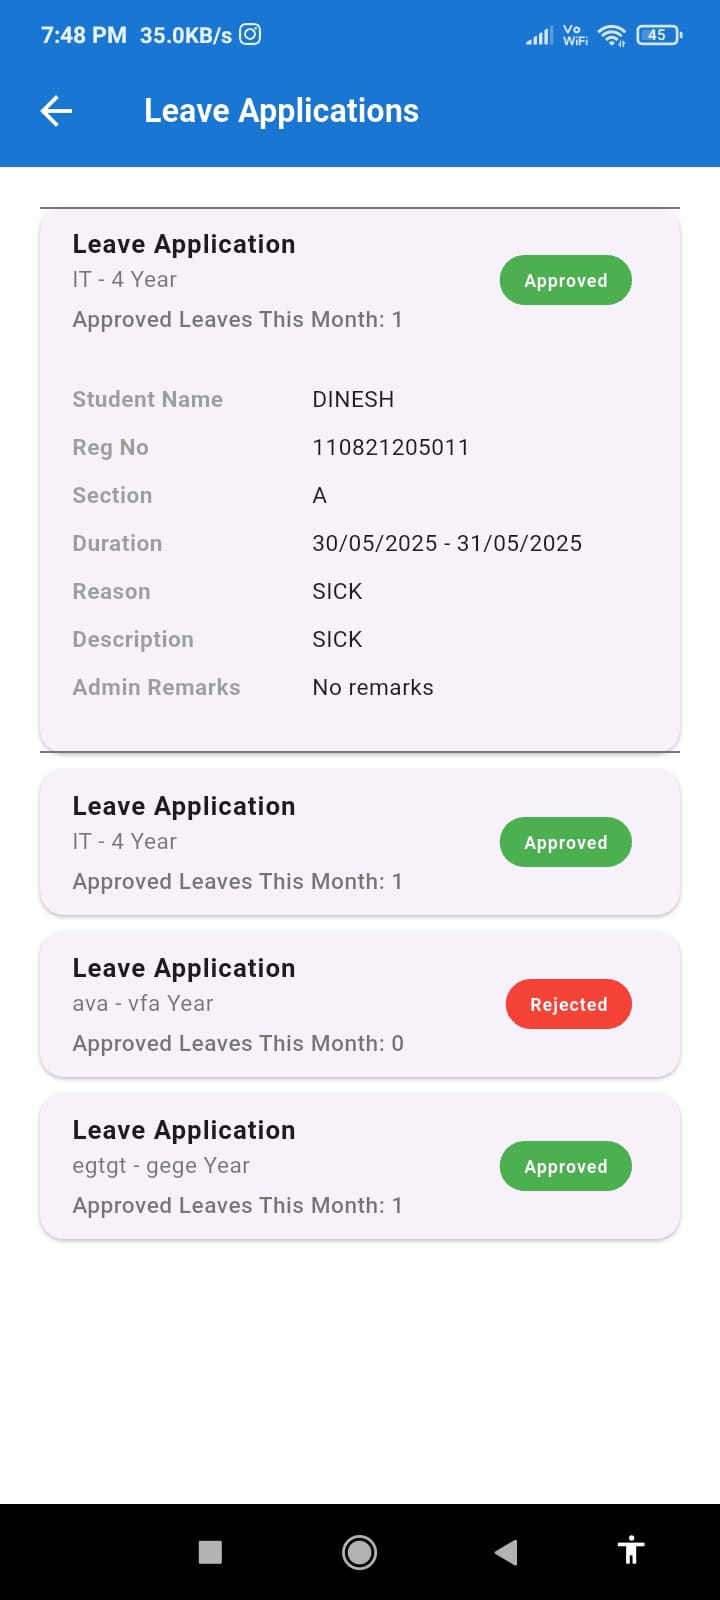 7:48 PM 35.0KB/s Vo WiFi 45
Leave Applications
Leave Application
IT - 4 Year
Approved Leaves This Month: 1
Approved
Student Name DINESH
Reg No 110821205011
Section A
Duration 30/05/2025 - 31/05/2025
Reason SICK
Description SICK
Admin Remarks No remarks
Leave Application
IT - 4 Year
Approved Leaves This Month: 1
Approved
Leave Application
ava - vfa Year
Approved Leaves This Month: 0
Rejected
Leave Application
egtgt - gege Year
Approved Leaves This Month: 1
Approved